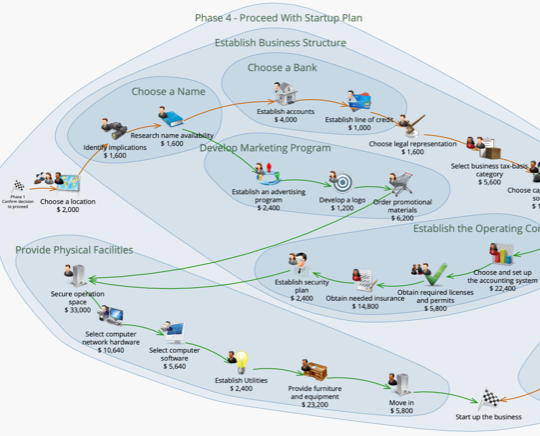 Phase 4 - Proceed With Startup Plan
Establish Business Structure
Choose a Bank
Choose a Name
Establish accounts
$ 4,000
Establish line of credit
$ 1,000
Identify implications
$ 1,600
Research name availability
$ 1,600
Choose legal representation
$ 1,600
Select business tax-basis
category
$ 5,600
Develop Marketing Program
Phase 1
Confirm decision
to proceed
Choose a location
$ 2,000
Establish an advertising
program
$ 2,400
Develop a logo
$ 1,200
Order promotional
materials
$ 6,200
Choose ca
so
$ 1
Establish the Operating Co
Provide Physical Facilities
Secure operation
space
$ 33,000
Establish security
plan
$ 2,400
Obtain needed insurance
$ 14,800
Obtain required licenses
and permits
$ 5,800
Choose and set up
the accounting system
$ 22,400
Select computer
network hardware
$ 10,640
Select computer
software
$ 5,640
Establish Utilities
$ 2,400
Provide furniture
and equipment
$ 23,200
Move in
$ 5,800
Start up the business